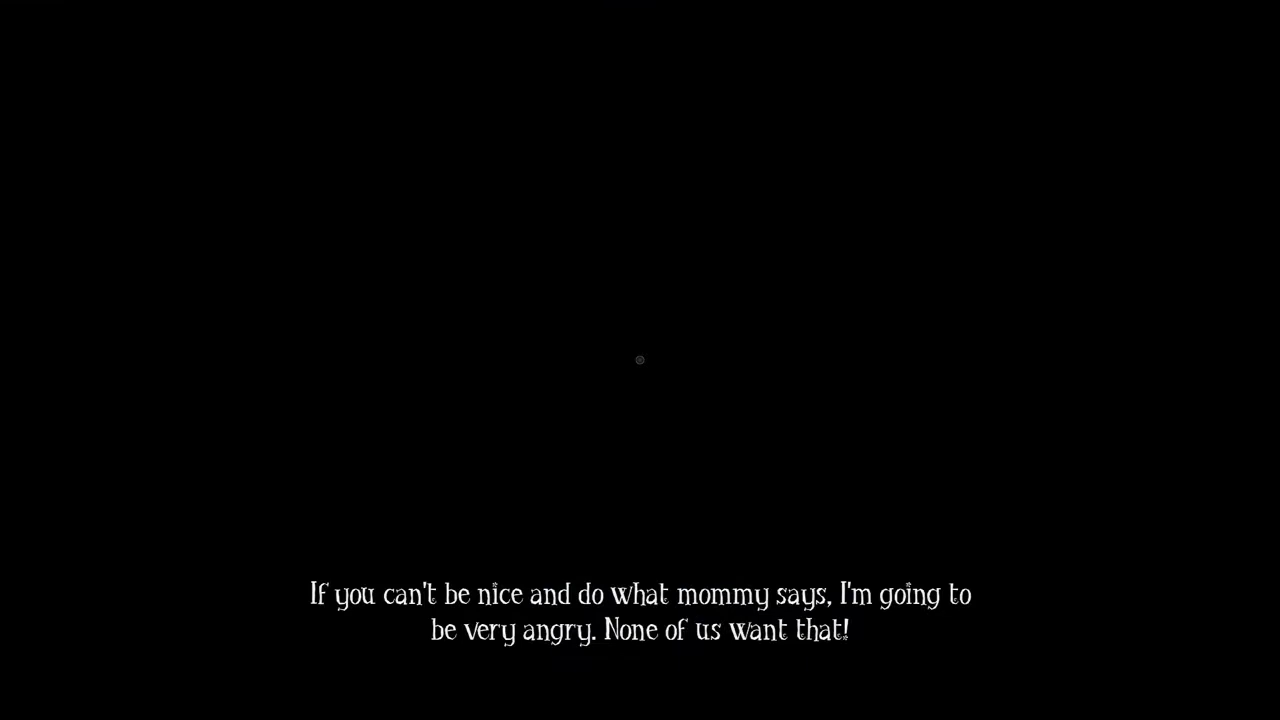 If you can't be nice and do what mommy says, I'm going to
be very angry. None of us want that!